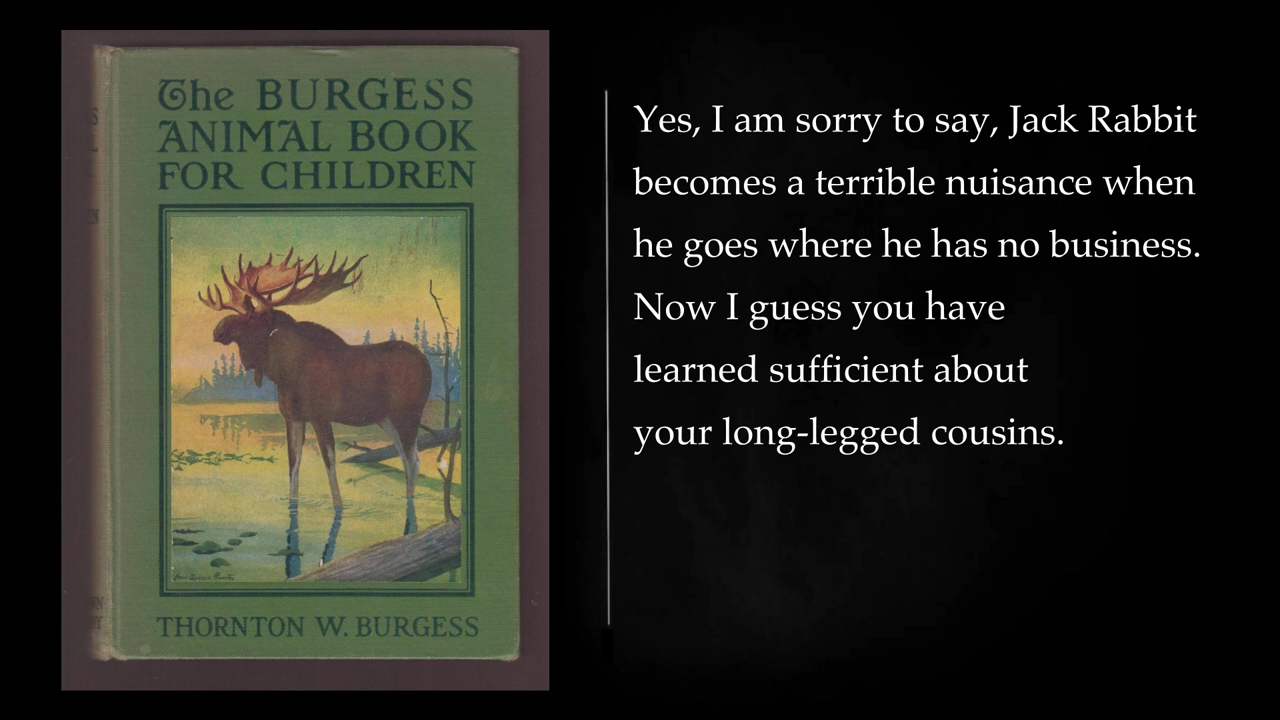 The BURGESS
ANIMAL BOOK
FOR CHILDREN
THORNTON W. BURGESS
Yes, I am sorry to say, Jack Rabbit
becomes a terrible nuisance when
he goes where he has no business.
Now I guess you have
learned sufficient about
your long-legged cousins.